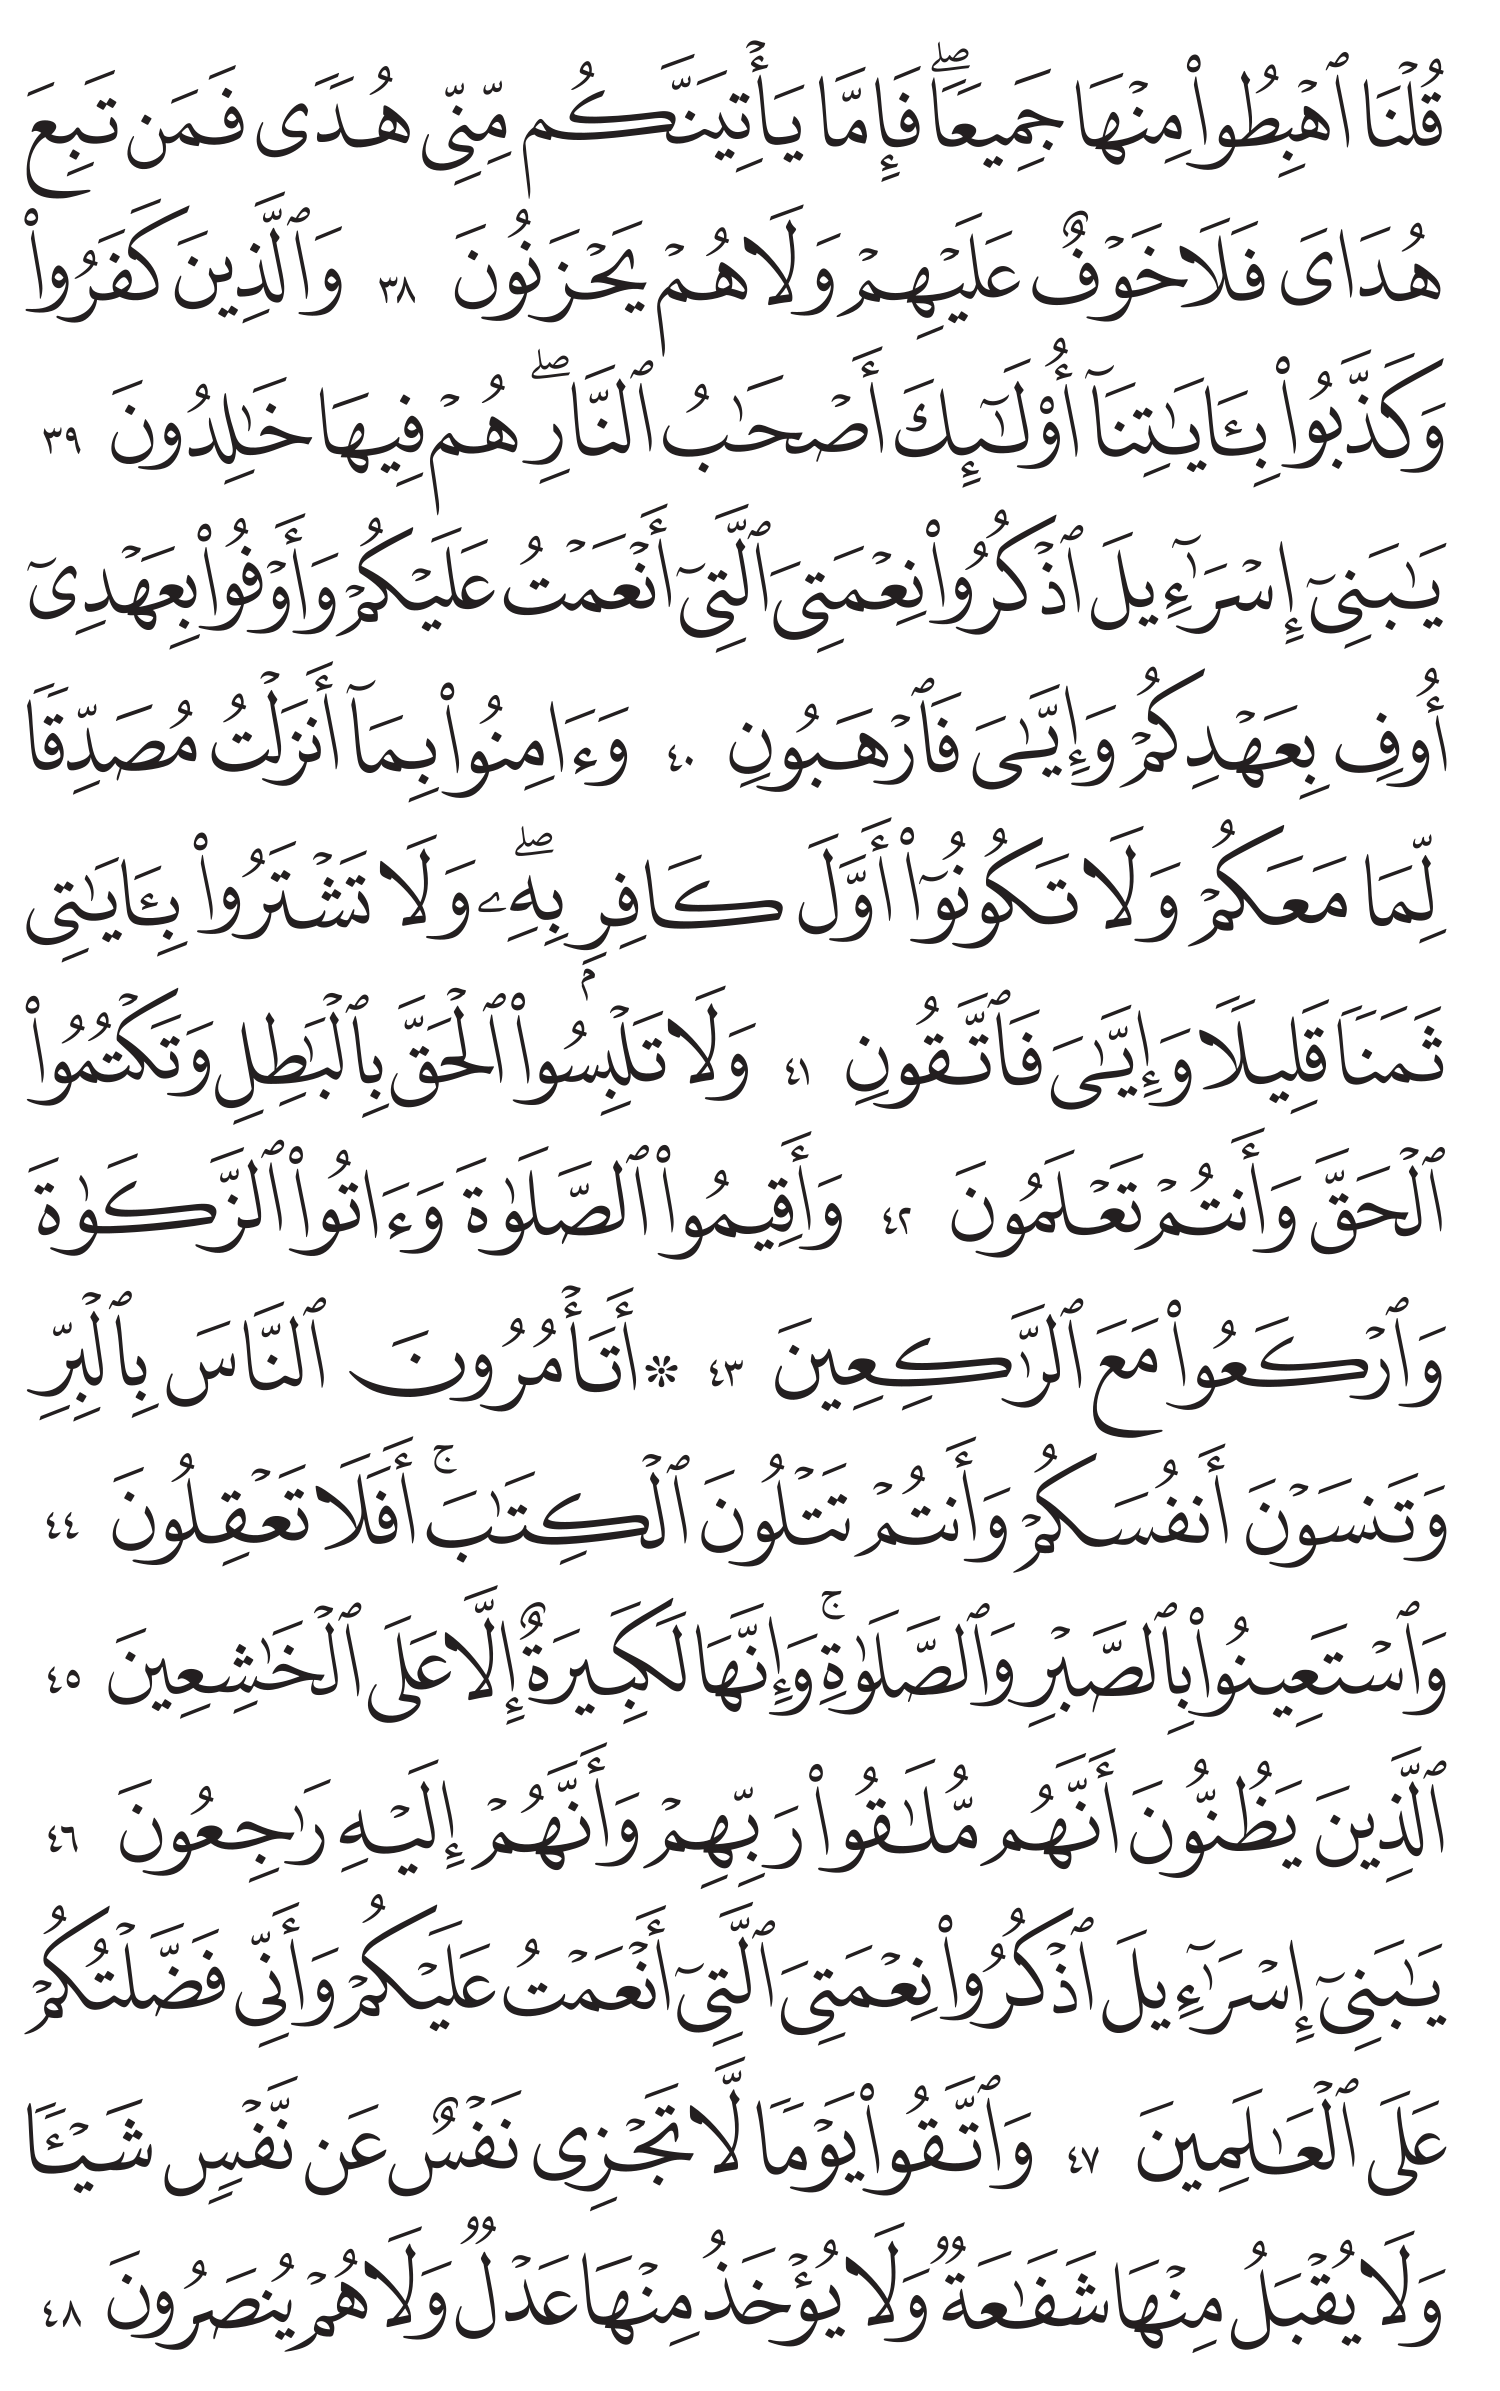 قُلۡنَا ٱهۡبِطُواْ مِنۡهَا جَمِيعٗاۖ فَإِمَّا يَأۡتِيَنَّكُم مِّنِّي هُدٗى فَمَن تَبِعَ
هُدَايَ فَلَا خَوۡفٌ عَلَيۡهِمۡ وَلَا هُمۡ يَحۡزَنُونَ ٣٨ وَٱلَّذِينَ كَفَرُواْ
وَكَذَّبُواْ بِـَٔايَٰتِنَآ أُوْلَٰٓئِكَ أَصۡحَٰبُ ٱلنَّارِۖ هُمۡ فِيهَا خَٰلِدُونَ ٣٩
يَٰبَنِيٓ إِسۡرَٰٓءِيلَ ٱذۡكُرُواْ نِعۡمَتِيَ ٱلَّتِيٓ أَنۡعَمۡتُ عَلَيۡكُمۡ وَأَوۡفُواْ بِعَهۡدِيٓ
أُوفِ بِعَهۡدِكُمۡ وَإِيَّٰيَ فَٱرۡهَبُونِ ٤٠ وَءَامِنُواْ بِمَآ أَنزَلۡتُ مُصَدِّقٗا
لِّمَا مَعَكُمۡ وَلَا تَكُونُوٓاْ أَوَّلَ كَافِرِۭ بِهِۦۖ وَلَا تَشۡتَرُواْ بِـَٔايَٰتِي
ثَمَنٗا قَلِيلٗا وَإِيَّٰيَ فَٱتَّقُونِ ٤١ وَلَا تَلۡبِسُواْ ٱلۡحَقَّ بِٱلۡبَٰطِلِ وَتَكۡتُمُواْ
ٱلۡحَقَّ وَأَنتُمۡ تَعۡلَمُونَ ٤٢ وَأَقِيمُواْ ٱلصَّلَوٰةَ وَءَاتُواْ ٱلزَّكَوٰةَ
وَٱرۡكَعُواْ مَعَ ٱلرَّٰكِعِينَ ٤٣ ۞أَتَأۡمُرُونَ ٱلنَّاسَ بِٱلۡبِرِّ
وَتَنسَوۡنَ أَنفُسَكُمۡ وَأَنتُمۡ تَتۡلُونَ ٱلۡكِتَٰبَۚ أَفَلَا تَعۡقِلُونَ ٤٤
وَٱسۡتَعِينُواْ بِٱلصَّبۡرِ وَٱلصَّلَوٰةِۚ وَإِنَّهَا لَكَبِيرَةٌ إِلَّا عَلَى ٱلۡخَٰشِعِينَ ٤٥
ٱلَّذِينَ يَظُنُّونَ أَنَّهُم مُّلَٰقُواْ رَبِّهِمۡ وَأَنَّهُمۡ إِلَيۡهِ رَٰجِعُونَ ٤٦
يَٰبَنِيٓ إِسۡرَٰٓءِيلَ ٱذۡكُرُواْ نِعۡمَتِيَ ٱلَّتِيٓ أَنۡعَمۡتُ عَلَيۡكُمۡ وَأَنِّي فَضَّلۡتُكُمۡ
عَلَى ٱلۡعَٰلَمِينَ ٤٧ وَٱتَّقُواْ يَوۡمٗا لَّا تَجۡزِي نَفۡسٌ عَن نَّفۡسٖ شَيۡـٔٗا
وَلَا يُقۡبَلُ مِنۡهَا شَفَٰعَةٞ وَلَا يُؤۡخَذُ مِنۡهَا عَدۡلٞ وَلَا هُمۡ يُنصَرُونَ ٤٨